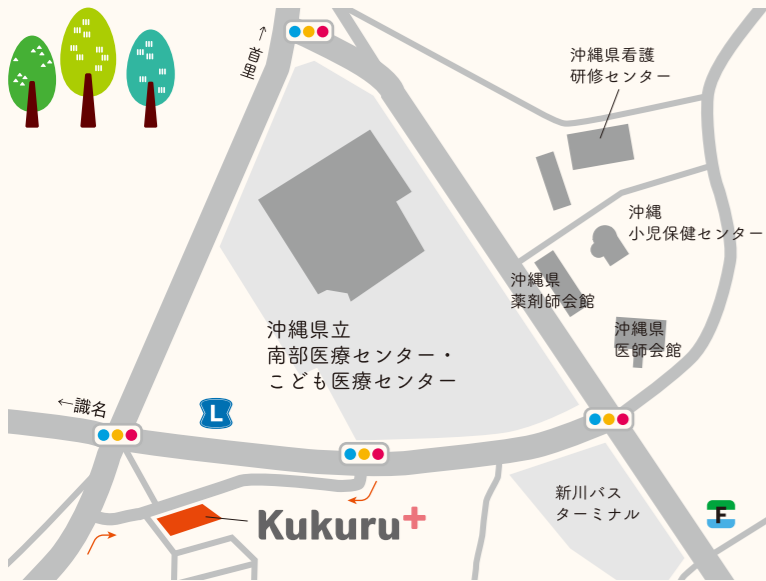 ↑首里
沖縄県看護
研修センター
沖縄
小児保健センター
沖縄県
薬剤師会館
沖縄県
医師会館
沖縄県立
南部医療センター・
こども医療センター
←識名
L
新川バス
ターミナル
F
Kukuru+